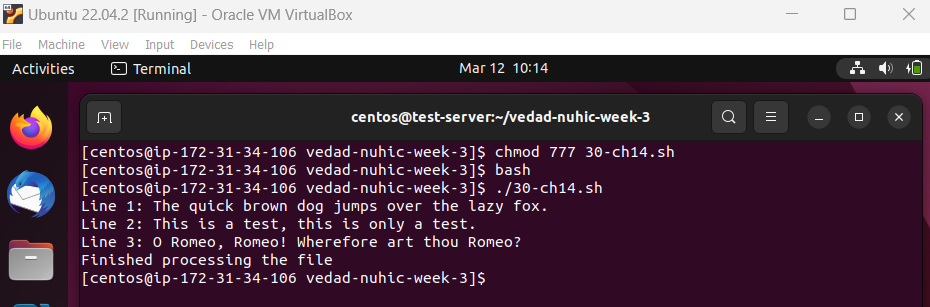 Ubuntu 22.04.2 [Running] - Oracle VM VirtualBox
File Machine View Input Devices Help
Activities Terminal Mar 12 10:14
centos@test-server:~/vedad-nuhic-week-3
[centos@ip-172-31-34-106 vedad-nuhic-week-3]$ chmod 777 30-ch14.sh
[centos@ip-172-31-34-106 vedad-nuhic-week-3]$ bash
[centos@ip-172-31-34-106 vedad-nuhic-week-3]$ ./30-ch14.sh
Line 1: The quick brown dog jumps over the lazy fox.
Line 2: This is a test, this is only a test.
Line 3: O Romeo, Romeo! Wherefore art thou Romeo?
Finished processing the file
[centos@ip-172-31-34-106 vedad-nuhic-week-3]$